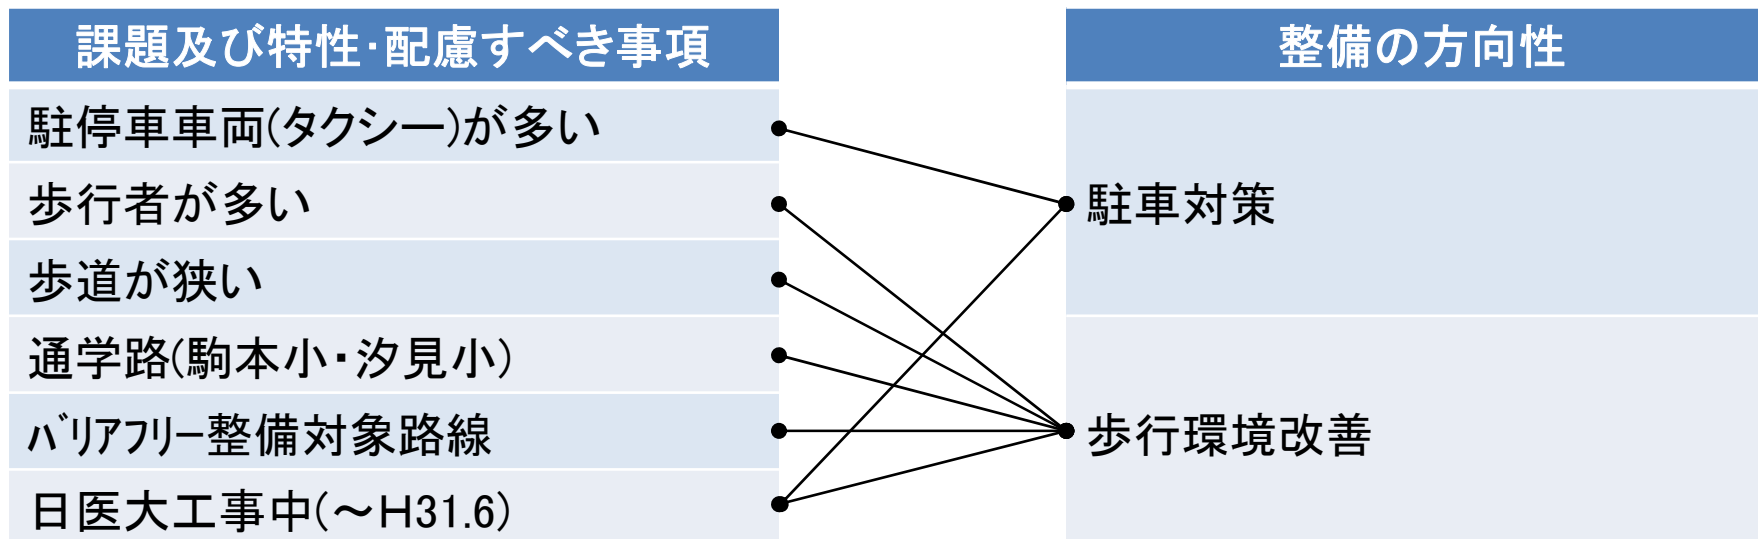 課題及び特性・配慮すべき事項
駐停車車両(タクシー)が多い
歩行者が多い
歩道が狭い
通学路(駒本小・汐見小)
ﾊﾞﾘｱﾌﾘｰ整備対象路線
日医大工事中(～H31.6)
整備の方向性
駐車対策
歩行環境改善